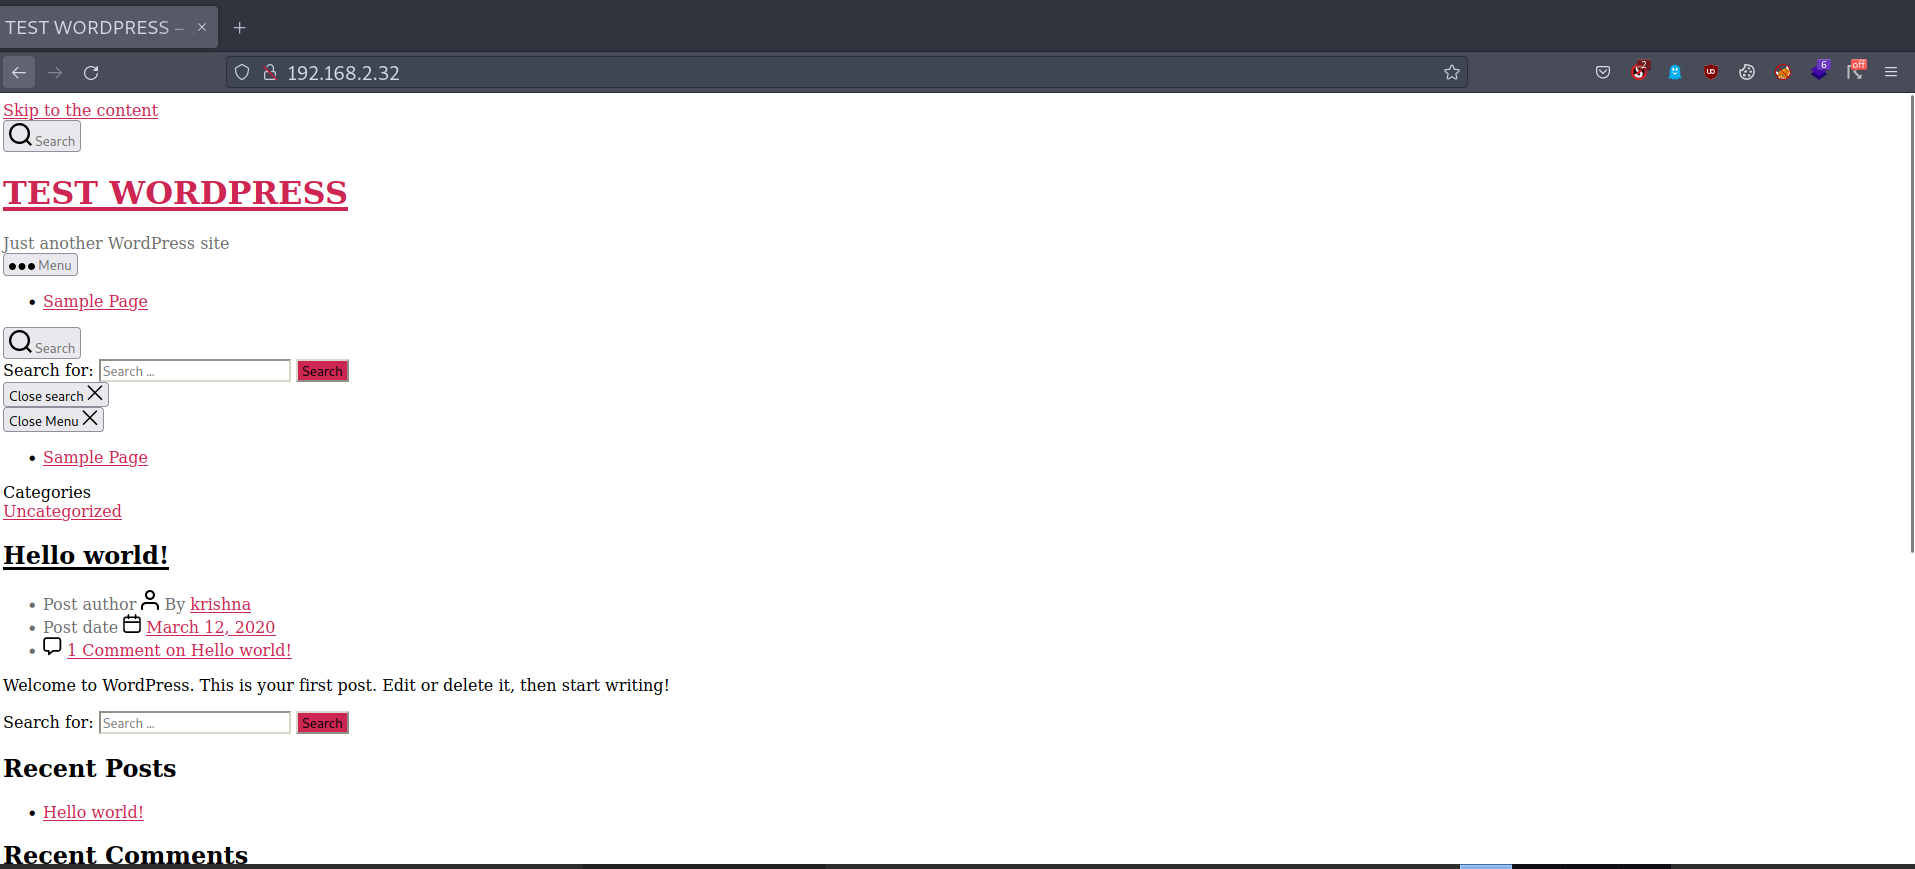 TEST WORDPRESS –
192.168.2.32
2
6
off
Skip to the content
Search
TEST WORDPRESS
Just another WordPress site
Menu
Sample Page
Search
Search for: Search … Search
Close search
Close Menu
Sample Page
Categories
Uncategorized
Hello world!
Post author By krishna
Post date March 12, 2020
1 Comment on Hello world!
Welcome to WordPress. This is your first post. Edit or delete it, then start writing!
Search for: Search … Search
Recent Posts
Hello world!
Recent Comments